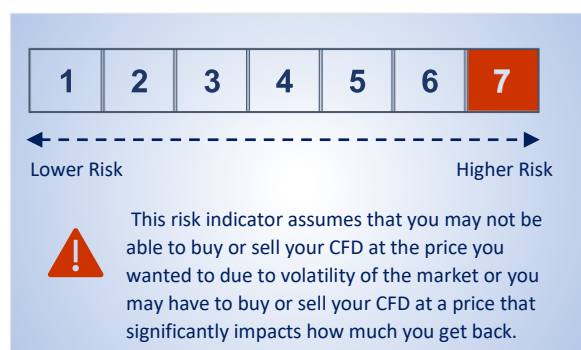 1 2 3 4 5 6 7
Lower Risk Higher Risk
This risk indicator assumes that you may not be
able to buy or sell your CFD at the price you
wanted to due to volatility of the market or you
may have to buy or sell your CFD at a price that
significantly impacts how much you get back.